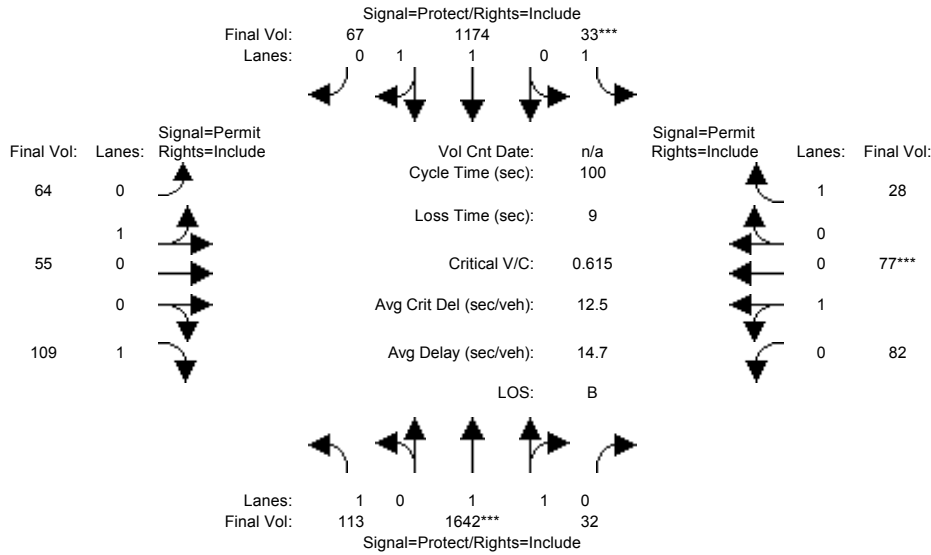 Signal=Protect/Rights=Include
Final Vol: 67 1174 33***
Lanes: 0 1 1 0 1
Signal=Permit Signal=Permit
Final Vol: Lanes: Rights=Include Vol Cnt Date: n/a Rights=Include Lanes: Final Vol:
Cycle Time (sec): 100
64 0 1 28
Loss Time (sec): 9
1 0
55 0 Critical V/C: 0.615 0 77***
0 Avg Crit Del (sec/veh): 12.5 1
109 1 Avg Delay (sec/veh): 14.7 0 82
LOS: B
Lanes: 1 0 1 1 0
Final Vol: 113 1642*** 32
Signal=Protect/Rights=Include